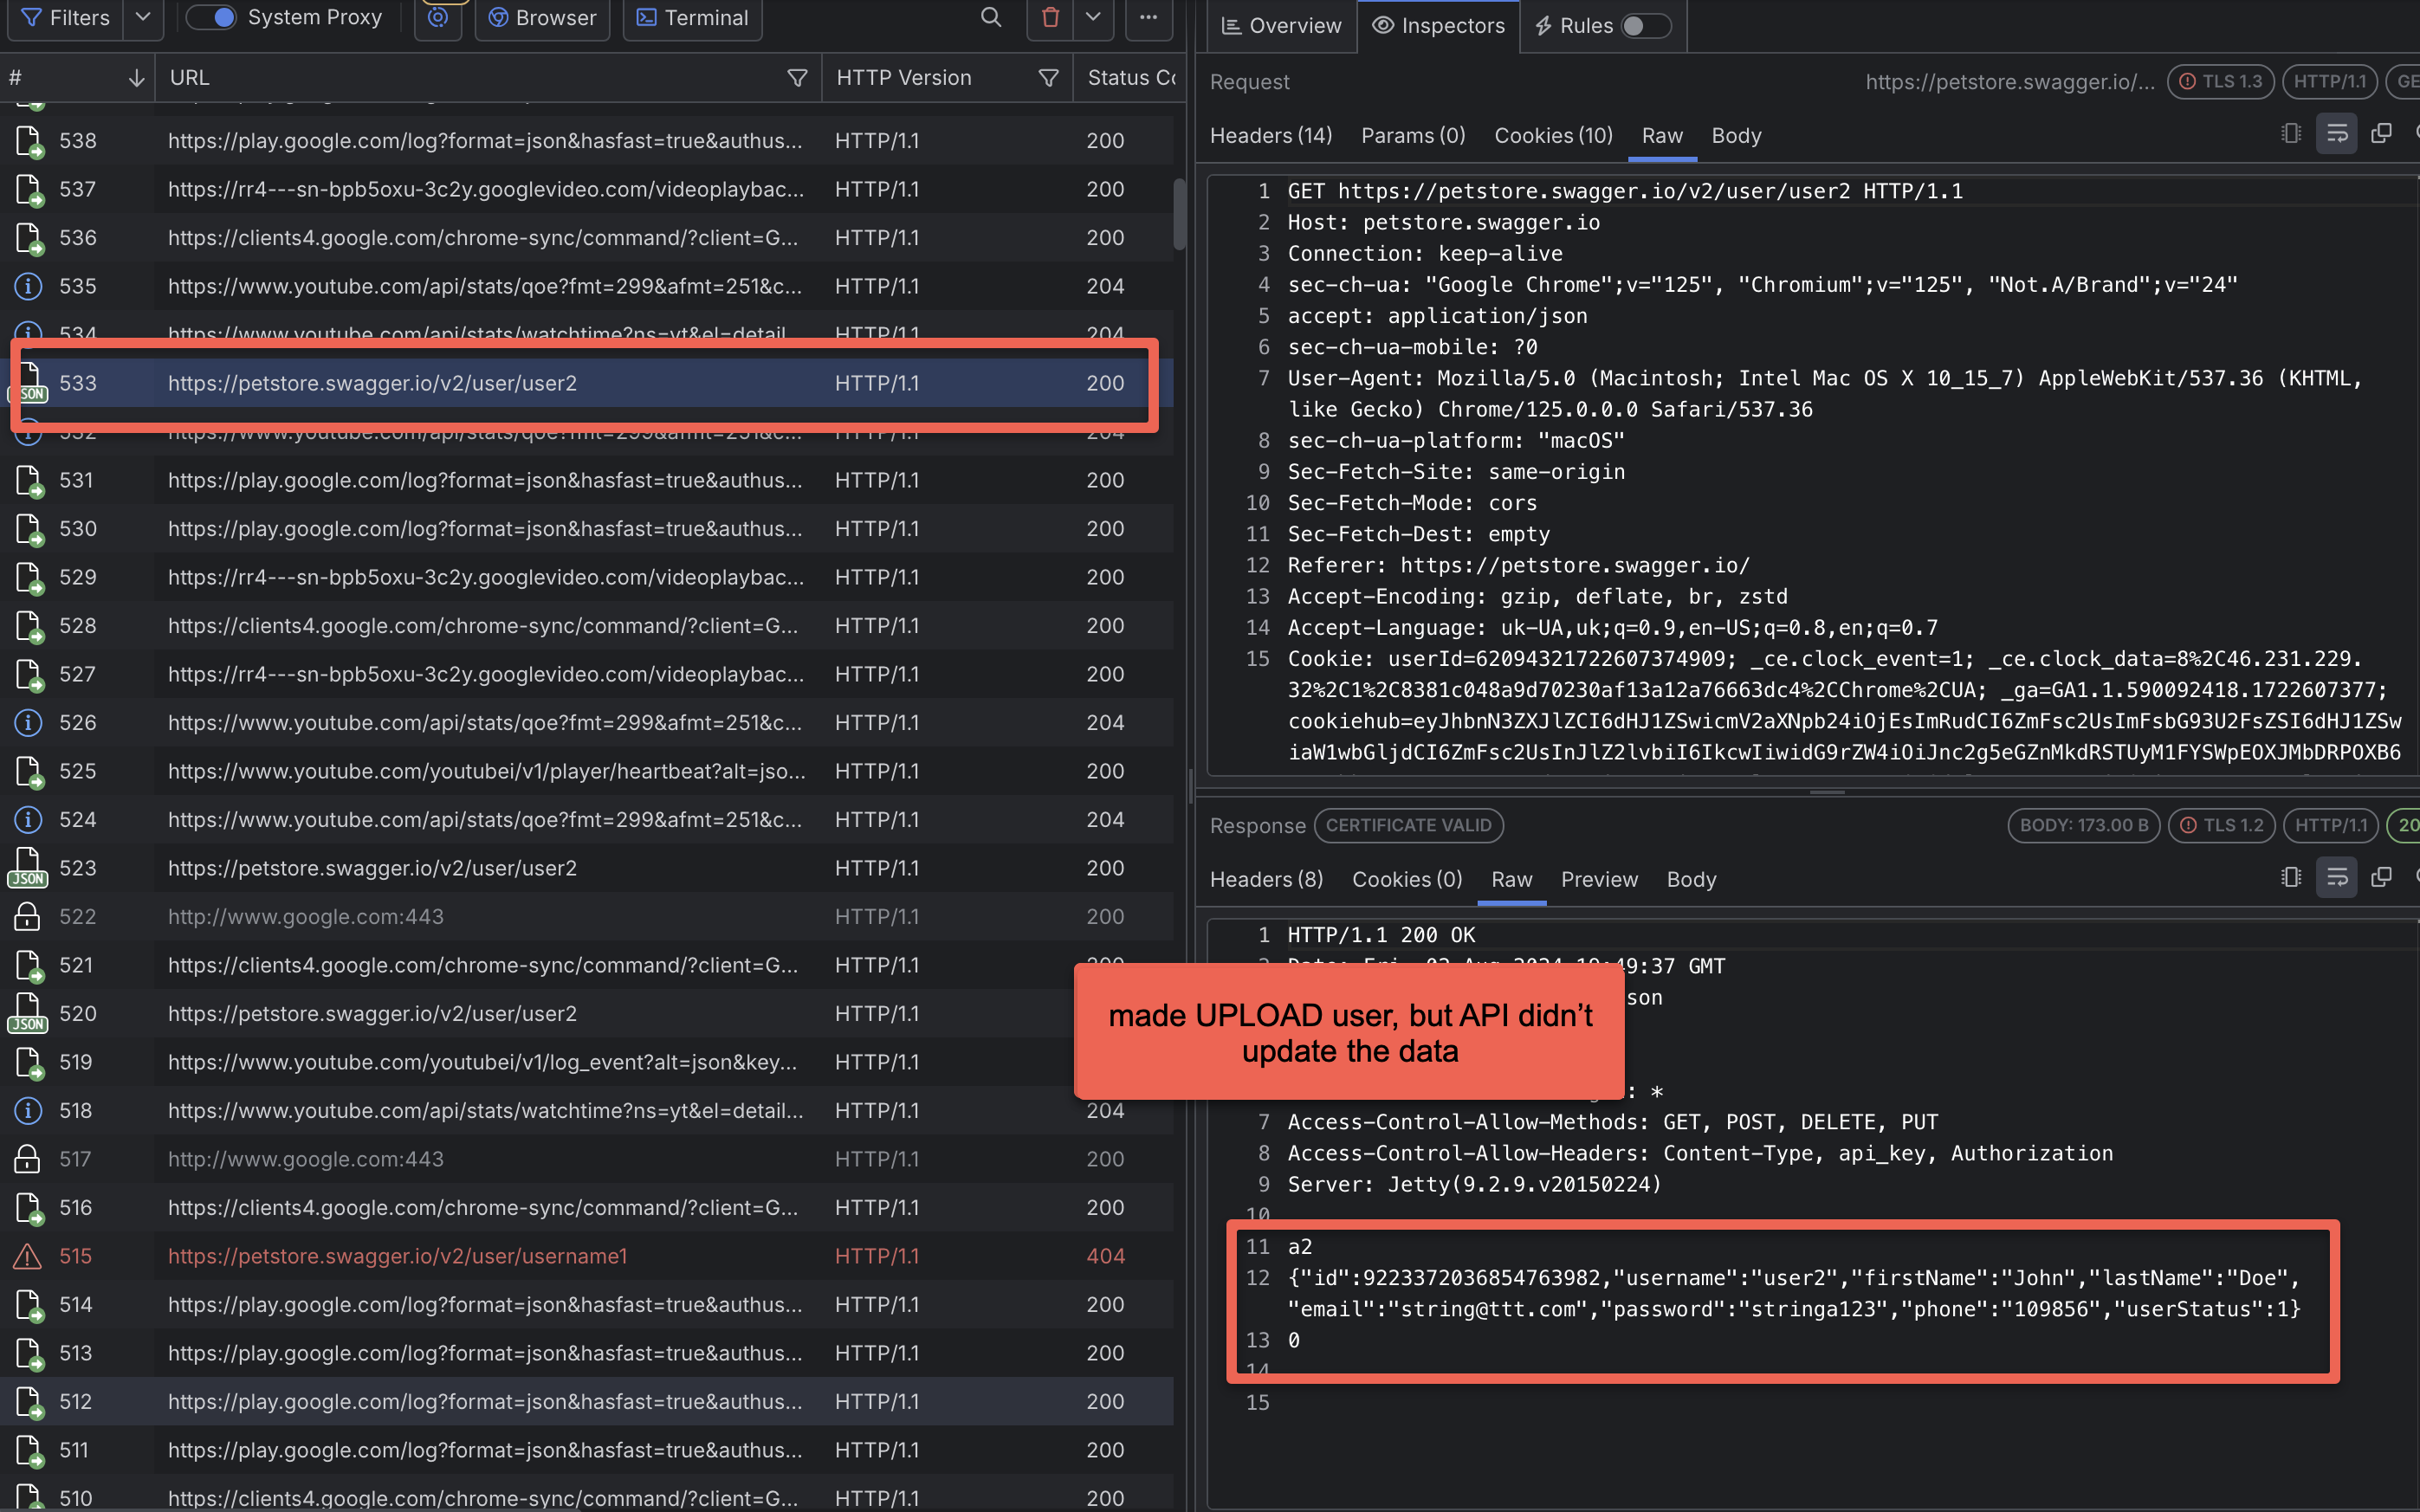 Filters
System Proxy
Browser
Terminal
# URL HTTP Version Status Co
538 https://play.google.com/log?format=json&hasfast=true&authus... HTTP/1.1 200
537 https://rr4---sn-bpb5oxu-3c2y.googlevideo.com/videoplaybac... HTTP/1.1 200
536 https://clients4.google.com/chrome-sync/command/?client=G... HTTP/1.1 200
535 https://www.youtube.com/api/stats/qoe?fmt=299&afmt=251&c... HTTP/1.1 204
534 https://www.youtube.com/api/stats/watchtime?ns=yt&el=detail HTTP/1.1 204
JSON 533 https://petstore.swagger.io/v2/user/user2 HTTP/1.1 200
532 https://www.youtube.com/api/stats/qoe?fmt=299&afmt=251&c... HTTP/1.1 204
531 https://play.google.com/log?format=json&hasfast=true&authus... HTTP/1.1 200
530 https://play.google.com/log?format=json&hasfast=true&authus... HTTP/1.1 200
529 https://rr4---sn-bpb5oxu-3c2y.googlevideo.com/videoplaybac... HTTP/1.1 200
528 https://clients4.google.com/chrome-sync/command/?client=G... HTTP/1.1 200
527 https://rr4---sn-bpb5oxu-3c2y.googlevideo.com/videoplaybac... HTTP/1.1 200
526 https://www.youtube.com/api/stats/qoe?fmt=299&afmt=251&c... HTTP/1.1 204
525 https://www.youtube.com/youtubei/v1/player/heartbeat?alt=jso... HTTP/1.1 200
524 https://www.youtube.com/api/stats/qoe?fmt=299&afmt=251&c... HTTP/1.1 204
JSON 523 https://petstore.swagger.io/v2/user/user2 HTTP/1.1 200
522 http://www.google.com:443 HTTP/1.1 200
521 https://clients4.google.com/chrome-sync/command/?client=G... HTTP/1.1 200
JSON 520 https://petstore.swagger.io/v2/user/user2 HTTP/1.1
519 https://www.youtube.com/youtubei/v1/log_event?alt=json&key... HTTP/1.1
518 https://www.youtube.com/api/stats/watchtime?ns=yt&el=detail... HTTP/1.1 204
517 http://www.google.com:443 HTTP/1.1 200
516 https://clients4.google.com/chrome-sync/command/?client=G... HTTP/1.1 200
515 https://petstore.swagger.io/v2/user/username1 HTTP/1.1 404
514 https://play.google.com/log?format=json&hasfast=true&authus... HTTP/1.1 200
513 https://play.google.com/log?format=json&hasfast=true&authus... HTTP/1.1 200
512 https://play.google.com/log?format=json&hasfast=true&authus... HTTP/1.1 200
511 https://play.google.com/log?format=json&hasfast=true&authus... HTTP/1.1 200
510 https://clients4.google.com/chrome-sync/command/?client=G... HTTP/1.1 200
Overview
Inspectors
Rules
Request https://petstore.swagger.io/... TLS 1.3 HTTP/1.1 GE
Headers (14) Params (0) Cookies (10) Raw Body
1 GET https://petstore.swagger.io/v2/user/user2 HTTP/1.1
2 Host: petstore.swagger.io
3 Connection: keep-alive
4 sec-ch-ua: "Google Chrome";v="125", "Chromium";v="125", "Not.A/Brand";v="24"
5 accept: application/json
6 sec-ch-ua-mobile: ?0
7 User-Agent: Mozilla/5.0 (Macintosh; Intel Mac OS X 10_15_7) AppleWebKit/537.36 (KHTML,
like Gecko) Chrome/125.0.0.0 Safari/537.36
8 sec-ch-ua-platform: "macOS"
9 Sec-Fetch-Site: same-origin
10 Sec-Fetch-Mode: cors
11 Sec-Fetch-Dest: empty
12 Referer: https://petstore.swagger.io/
13 Accept-Encoding: gzip, deflate, br, zstd
14 Accept-Language: uk-UA,uk;q=0.9,en-US;q=0.8,en;q=0.7
15 Cookie: userId=62094321722607374909; _ce.clock_event=1; _ce.clock_data=8%2C46.231.229.
32%2C1%2C8381c048a9d70230af13a12a76663dc4%2CChrome%2CUA; _ga=GA1.1.590092418.1722607377;
cookiehub=eyJhbnN3ZXJlZCI6dHJ1ZSwicmV2aXNpb24iOjEsImRudCI6ZmFsc2UsImFsbG93U2FsZSI6dHJ1ZSw
iaW1wbGljdCI6ZmFsc2UsInJlZ2lvbiI6IkcwIiwidG9rZW4iOiJnc2g5eGZnMkdRSTUyM1FYSWpEOXJMbDRPOXB6
Response CERTIFICATE VALID BODY: 173.00 B TLS 1.2 HTTP/1.1 20
Headers (8) Cookies (0) Raw Preview Body
1 HTTP/1.1 200 OK
2 Date: Fri, 02 Aug 2024 19:49:37 GMT
son
made UPLOAD user, but API didn't
update the data
: *
7 Access-Control-Allow-Methods: GET, POST, DELETE, PUT
8 Access-Control-Allow-Headers: Content-Type, api_key, Authorization
9 Server: Jetty(9.2.9.v20150224)
10
11 a2
12 {"id":9223372036854763982,"username":"user2","firstName":"John","lastName":"Doe",
"email":"string@ttt.com","password":"stringa123","phone":"109856","userStatus":1}
13 0
14
15